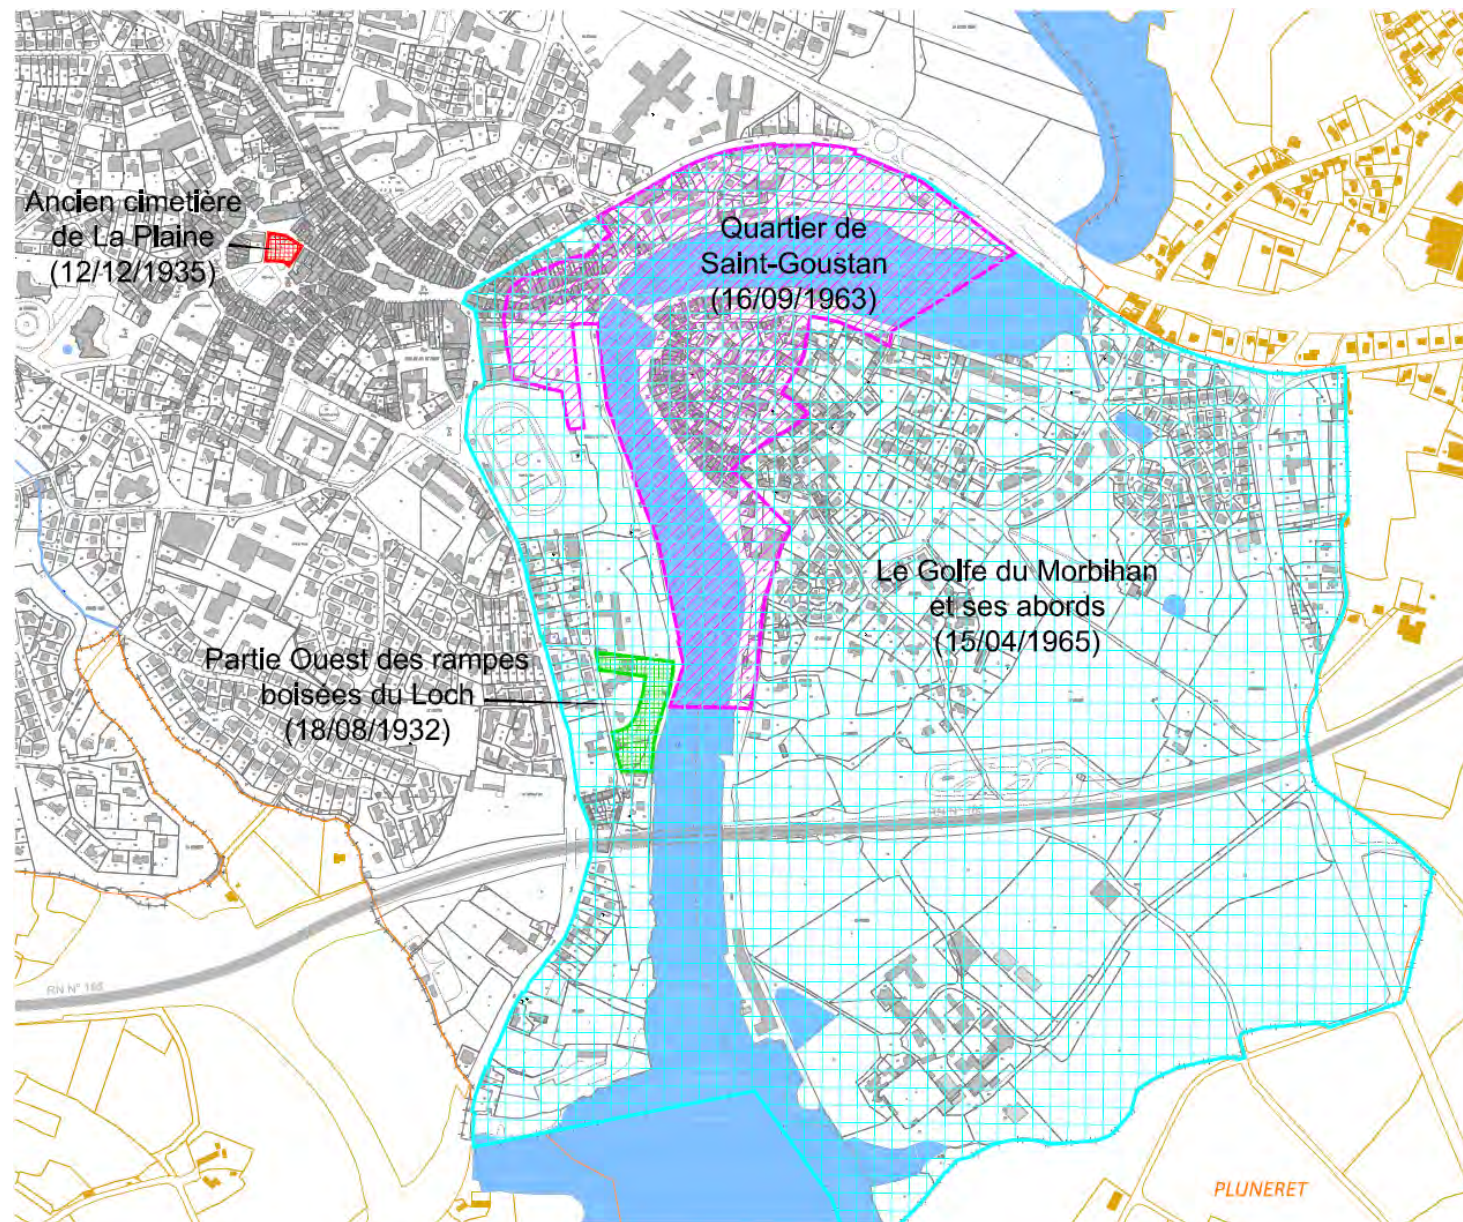 Ancien cimetière
de La Plaine
(12/12/1935)
Quartier de
Saint-Goustan
(16/09/1963)
Le Golfe du Morbihan
et ses abords
(15/04/1965)
Partie Ouest des rampes
boisées du Loch
(18/08/1932)
RN N° 165
PLUNERET